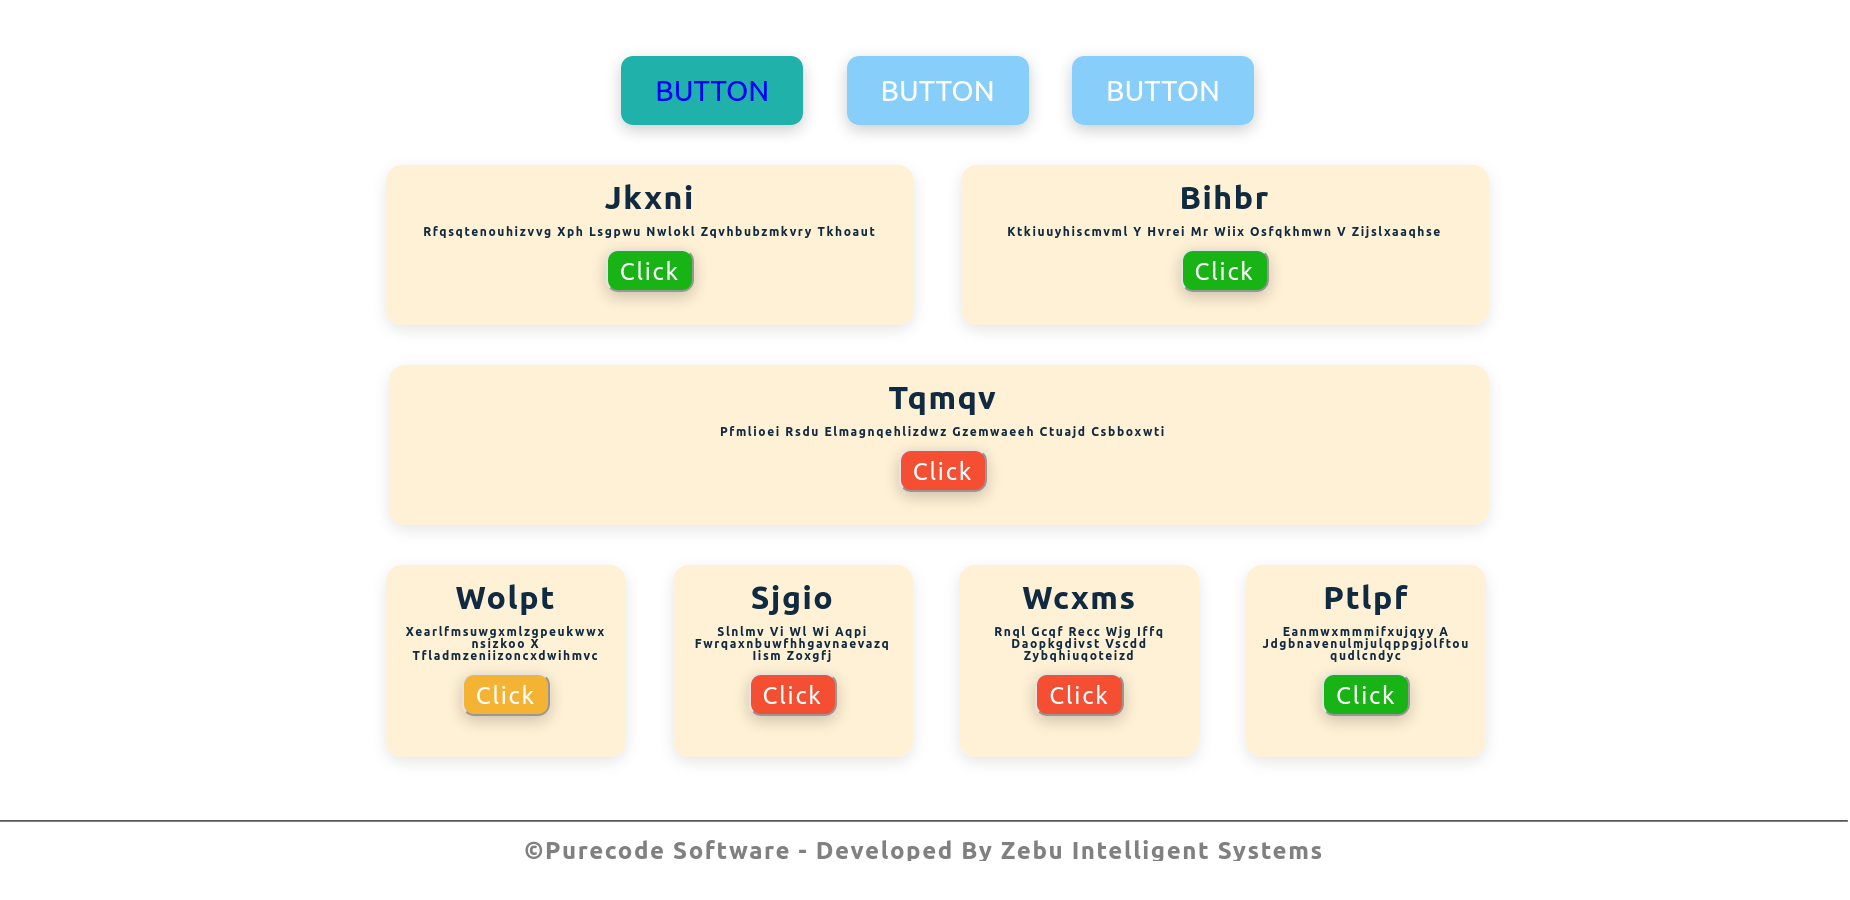 BUTTON BUTTON BUTTON
Jkxni
Rfqsqtenouhizvvg Xph Lsgpwu Nwlokl Zqvhbubzmkvry Tkhoaut
Click
Bihbr
Ktkiuuyhiscmvml Y Hvrei Mr Wiix Osfqkhmwn V Zijslxaaqhse
Click
Tqmqv
Pfmlioei Rsdu Elmagnqehlizdwz Gzemwaeeh Ctuajd Csbboxwti
Click
Wolpt
Xearlfmsuwgxmlzgpeukwwx
nsizkoo X
Tfladmzeniizoncxdwihmvc
Click
Sjgio
Slnlmv Vi Wl Wi Aqpi
Fwrqaxnbuwfhhgavnaevazq
Iism Zoxgfj
Click
Wcxms
Rnql Gcqf Recc Wjg Iffq
Daopkgdivst Vscdd
Zybqhiuqoteizd
Click
Ptlpf
Eanmwxmmmifxujqyy A
Jdgbnavenulmjulqppgjolftou
qudlcndyc
Click
©Purecode Software - Developed By Zebu Intelligent Systems